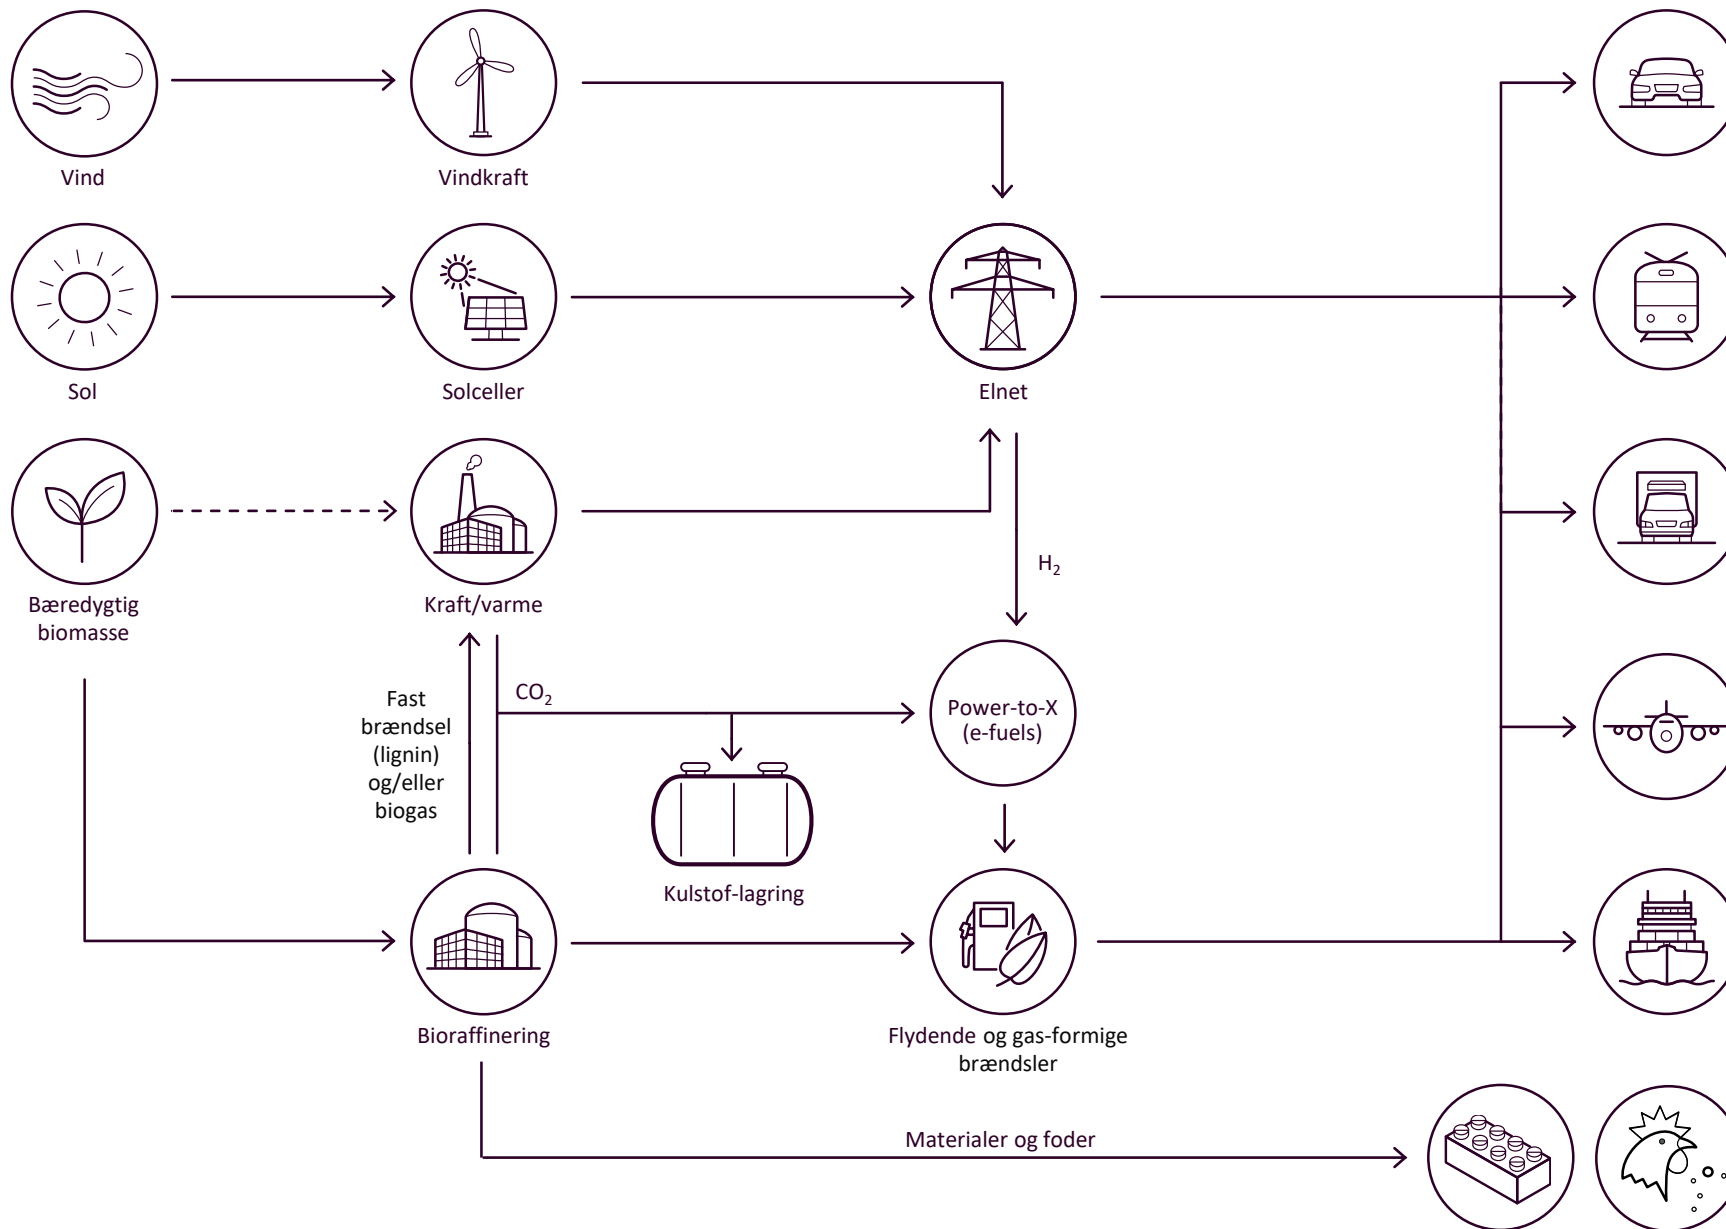 Vind
Vindkraft
Sol
Solceller
Elnet
Bæredygtig
biomasse
Kraft/varme
H₂
Fast
brændsel
(lignin)
og/eller
biogas
CO₂
Power-to-X
(e-fuels)
Kulstof-lagring
Bioraffinering
Flydende og gas-formige
brændsler
Materialer og foder